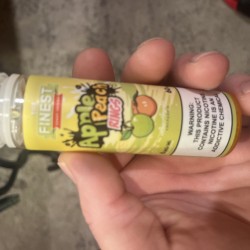 FINEST
Apple
Peach
RINGS
WARNING:
THIS PRODUCT
CONTAINS NICOTINE.
NICOTINE IS AN
ADDICTIVE CHEMICAL.